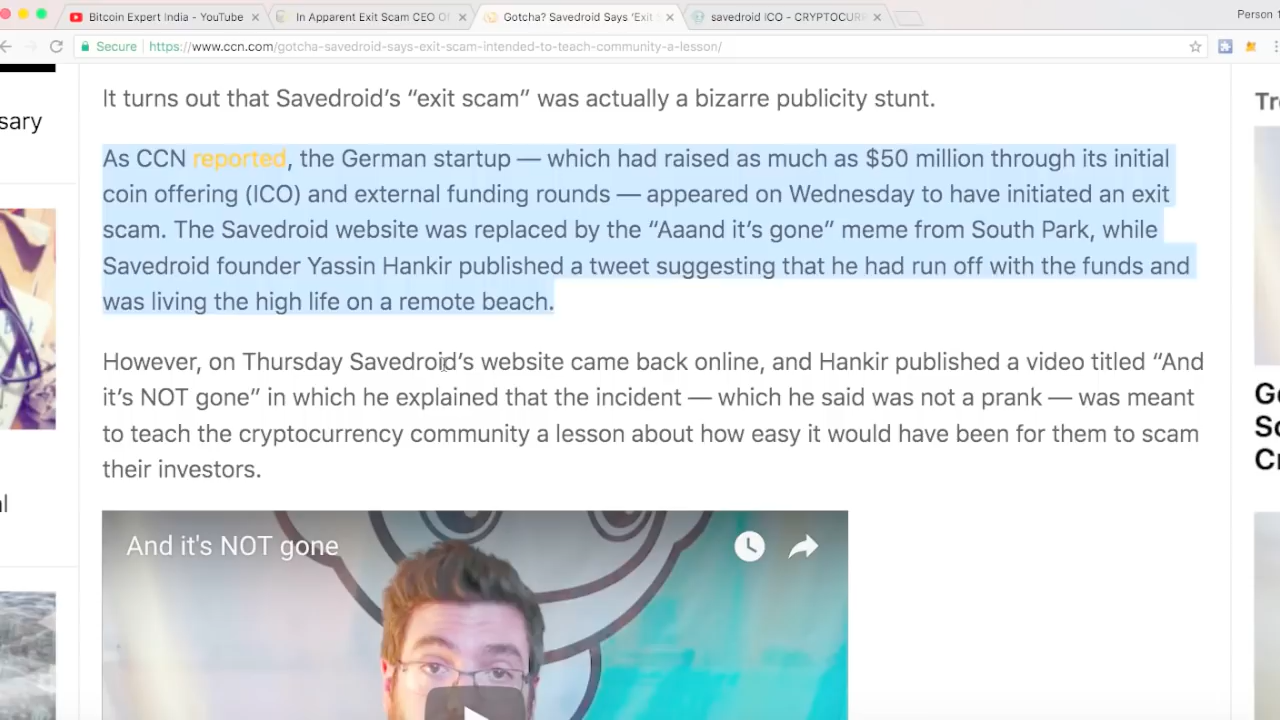 Bitcoin Expert India - YouTube
In Apparent Exit Scam CEO Of
Gotcha? Savedroid Says 'Exit
savedroid ICO - CRYPTOCUR
Person 1
Secure
https://www.ccn.com/gotcha-savedroid-says-exit-scam-intended-to-teach-community-a-lesson/
It turns out that Savedroid's “exit scam” was actually a bizarre publicity stunt.
As CCN reported, the German startup — which had raised as much as $50 million through its initial
coin offering (ICO) and external funding rounds — appeared on Wednesday to have initiated an exit
scam. The Savedroid website was replaced by the “Aaand it’s gone” meme from South Park, while
Savedroid founder Yassin Hankir published a tweet suggesting that he had run off with the funds and
was living the high life on a remote beach.
However, on Thursday Savedroid’s website came back online, and Hankir published a video titled “And
it’s NOT gone” in which he explained that the incident — which he said was not a prank — was meant
to teach the cryptocurrency community a lesson about how easy it would have been for them to scam
their investors.
And it's NOT gone
sary
Tr